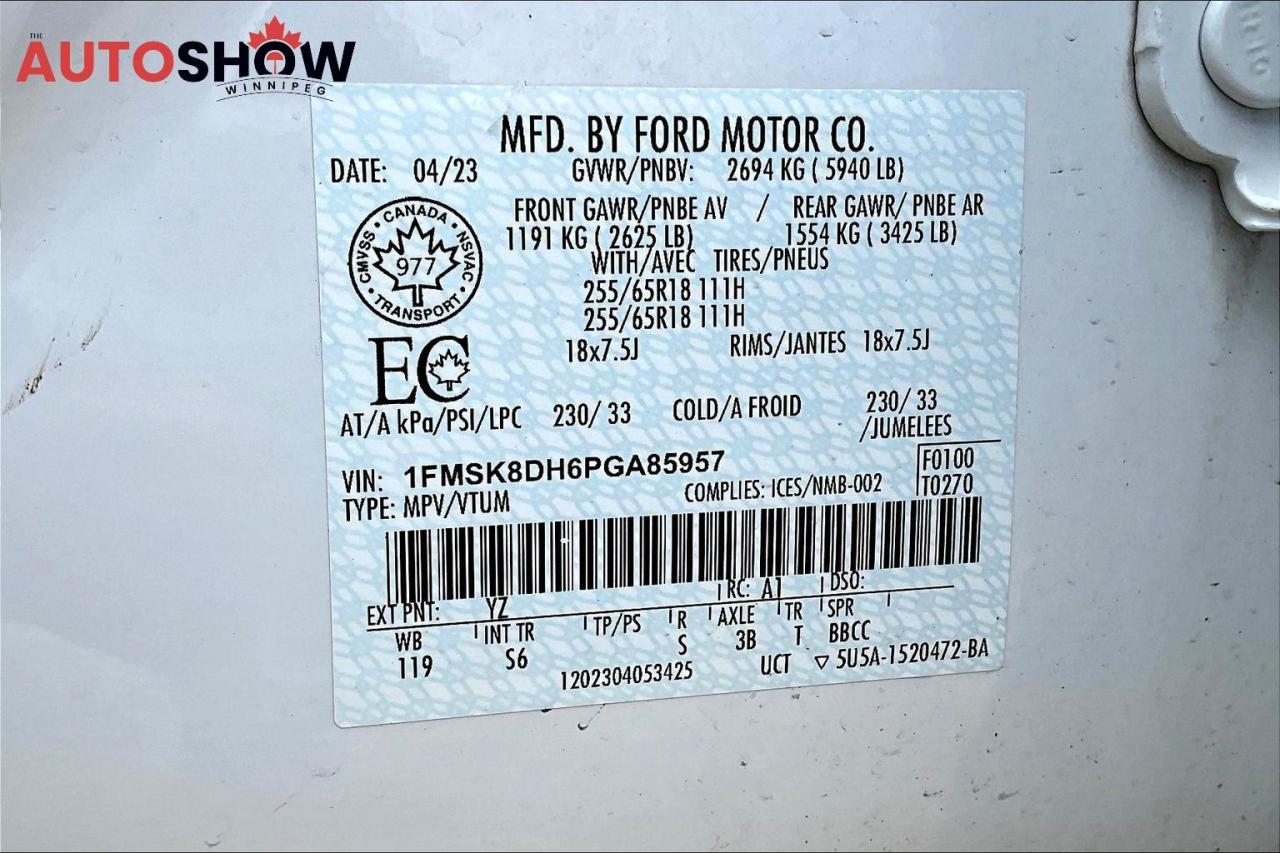 THE
AUTOSHOW
WINNIPEG
MFD. BY FORD MOTOR CO.
DATE: 04/23 GVWR/PNBV: 2694 KG ( 5940 LB)
FRONT GAWR/PNBE AV / REAR GAWR/ PNBE AR
1191 KG ( 2625 LB) 1554 KG ( 3425 LB)
WITH/AVEC TIRES/PNEUS
255/65R18 111H
255/65R18 111H
18x7.5J RIMS/JANTES 18x7.5J
CANADA
CMVSS NSVAC
977
TRANSPORT
EC
AT/A kPa/PSI/LPC 230/ 33 COLD/A FROID 230/ 33
/JUMELEES
VIN: 1FMSK8DH6PGA85957 F0100
TYPE: MPV/VTUM COMPLIES: ICES/NMB-002 T0270
EXT PNT: YZ RC: A1 DSO:
WB INT TR TP/PS R AXLE TR SPR
119 S6 S 3B T BBCC
1202304053425 UCT ▽ 5U5A-1520472-BA